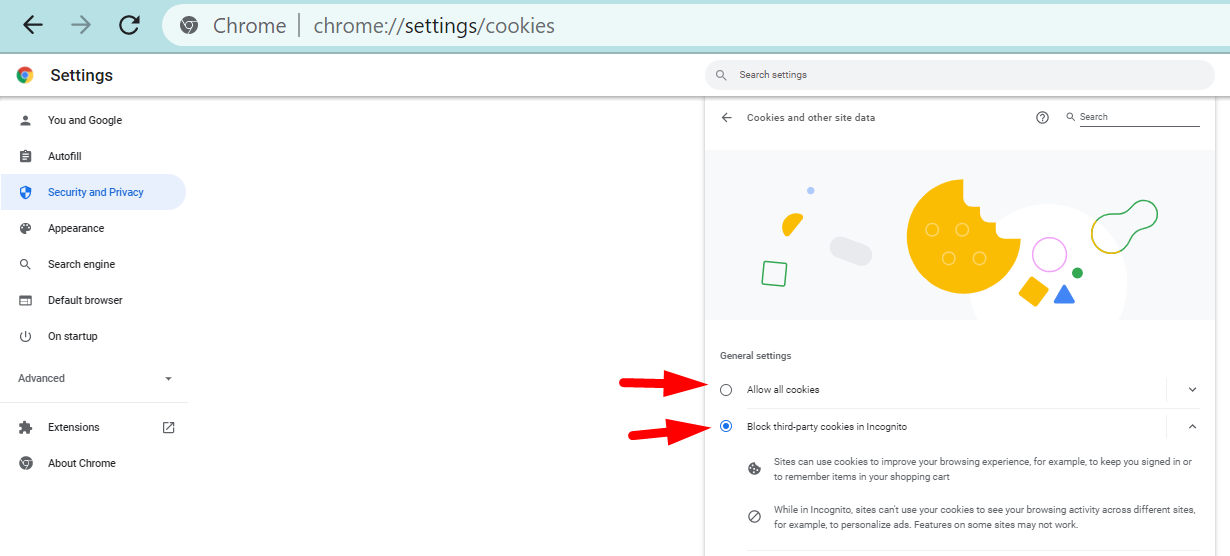 Chrome | chrome://settings/cookies
Settings
Search settings
You and Google
Autofill
Security and Privacy
Appearance
Search engine
Default browser
On startup
Advanced
Extensions
About Chrome
Cookies and other site data
Search
General settings
Allow all cookies
Block third-party cookies in Incognito
Sites can use cookies to improve your browsing experience, for example, to keep you signed in or
to remember items in your shopping cart
While in Incognito, sites can't use your cookies to see your browsing activity across different sites,
for example, to personalize ads. Features on some sites may not work.